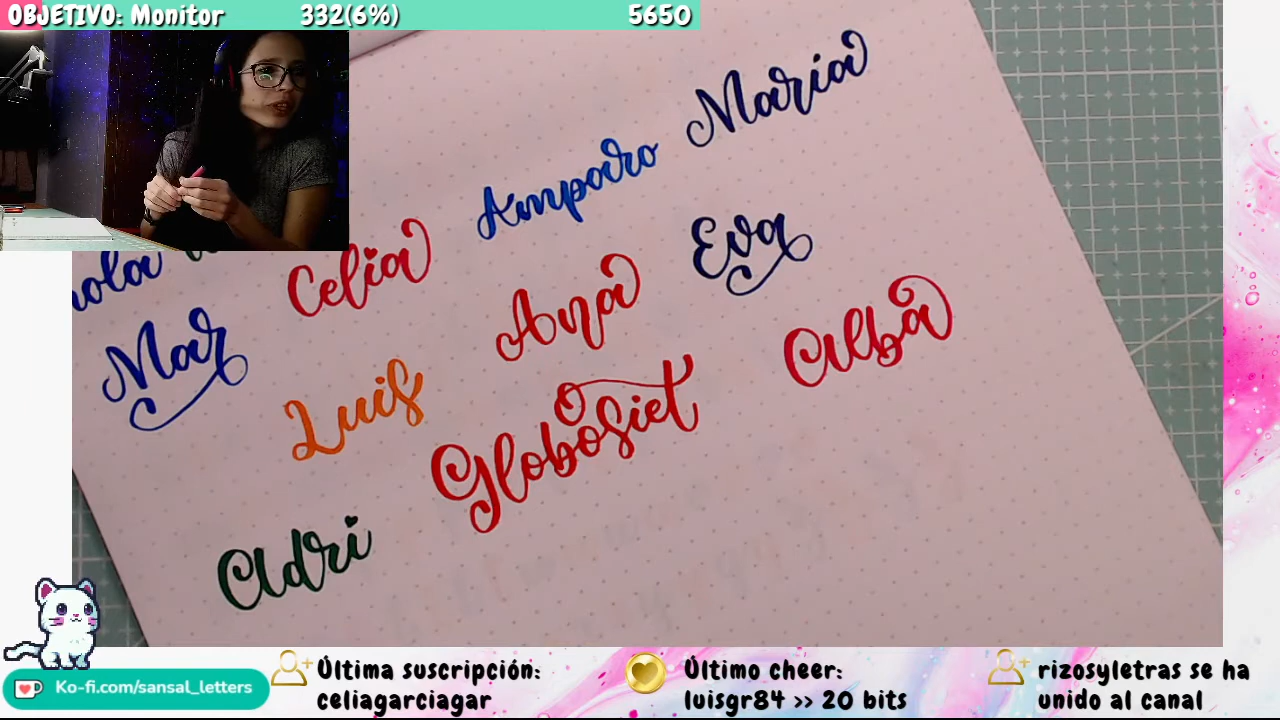 OBJETIVO: Monitor 332(6%) 5650
Maria
Amparo
Celia
Eva
Ana
Mar
Alba
Luis
Globosiet
Adri
Ko-fi.com/sansal_letters
Última suscripción:
celiagarciagar
Último cheer:
luisgr84 >> 20 bits
rizosyletras se ha
unido al canal